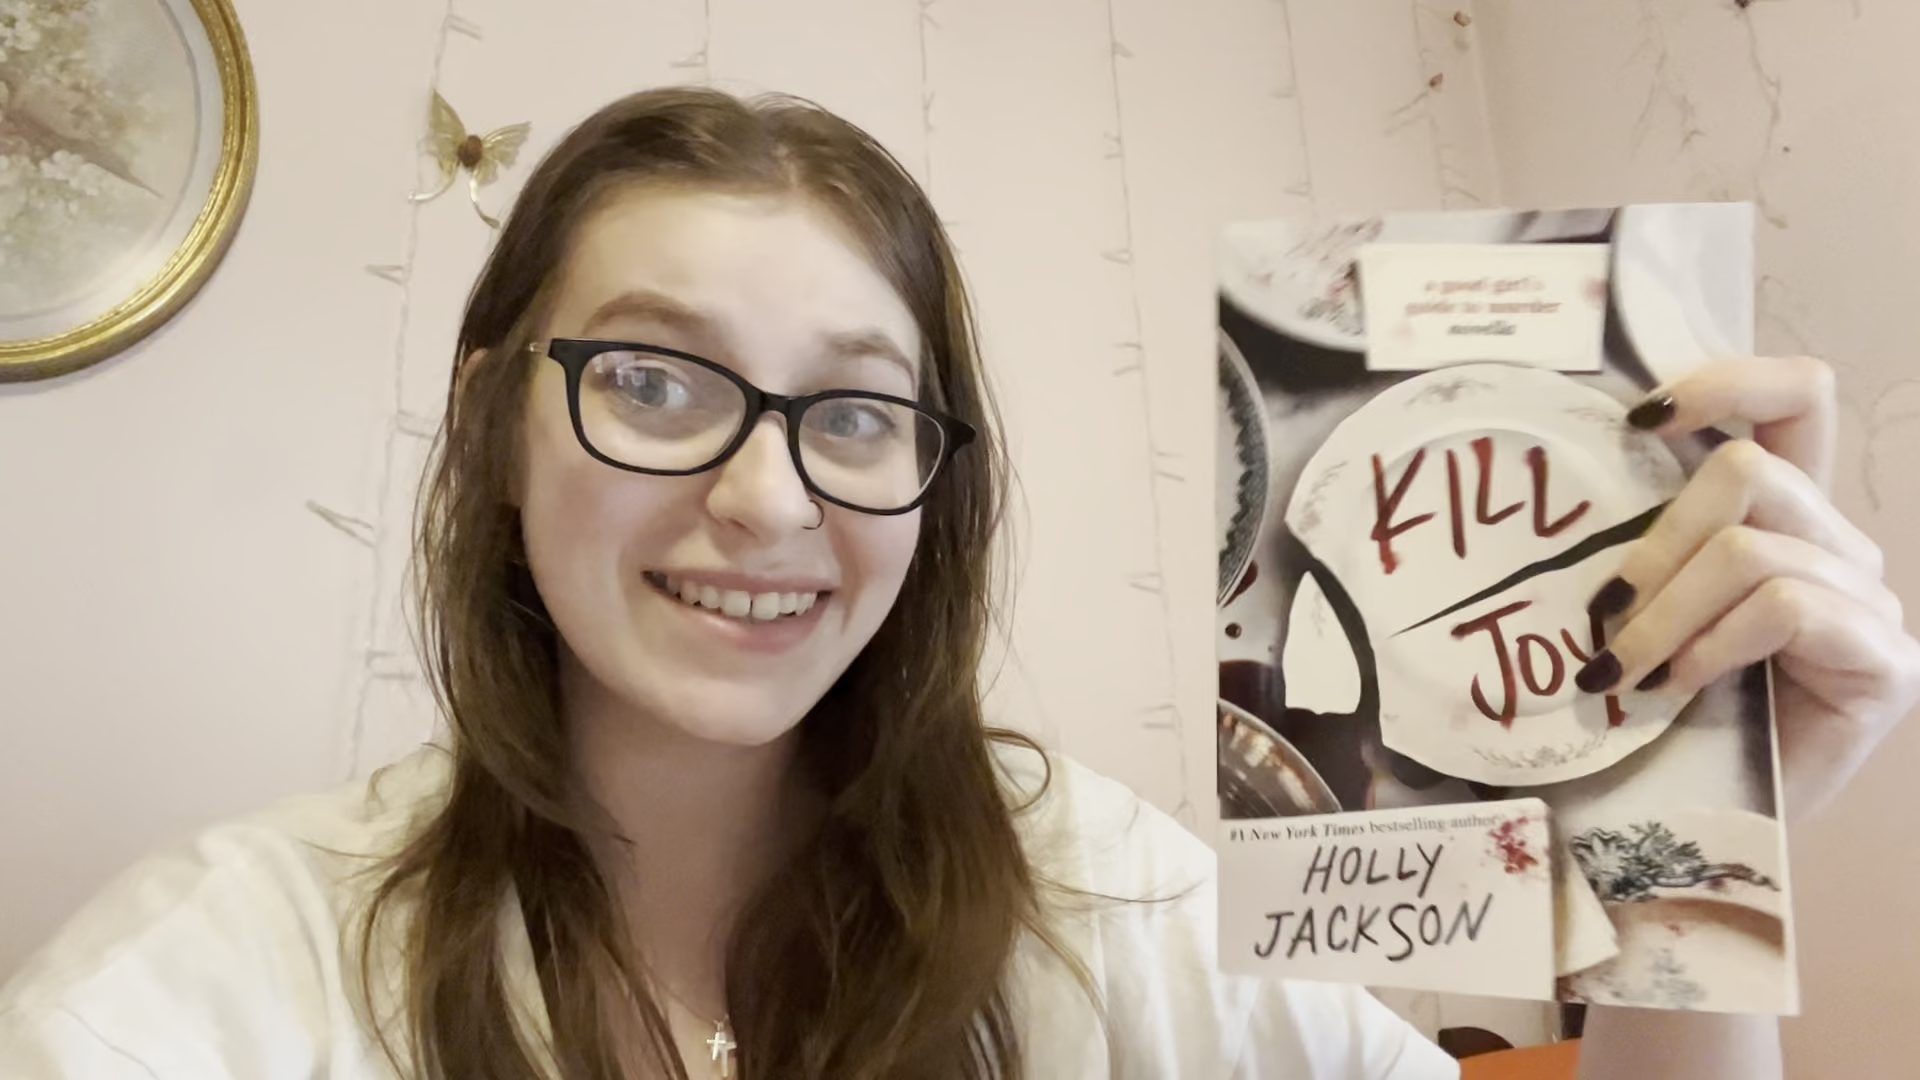 a good girl's
guide to murder
novella
KILL
JOY
#1 New York Times bestselling author
HOLLY
JACKSON